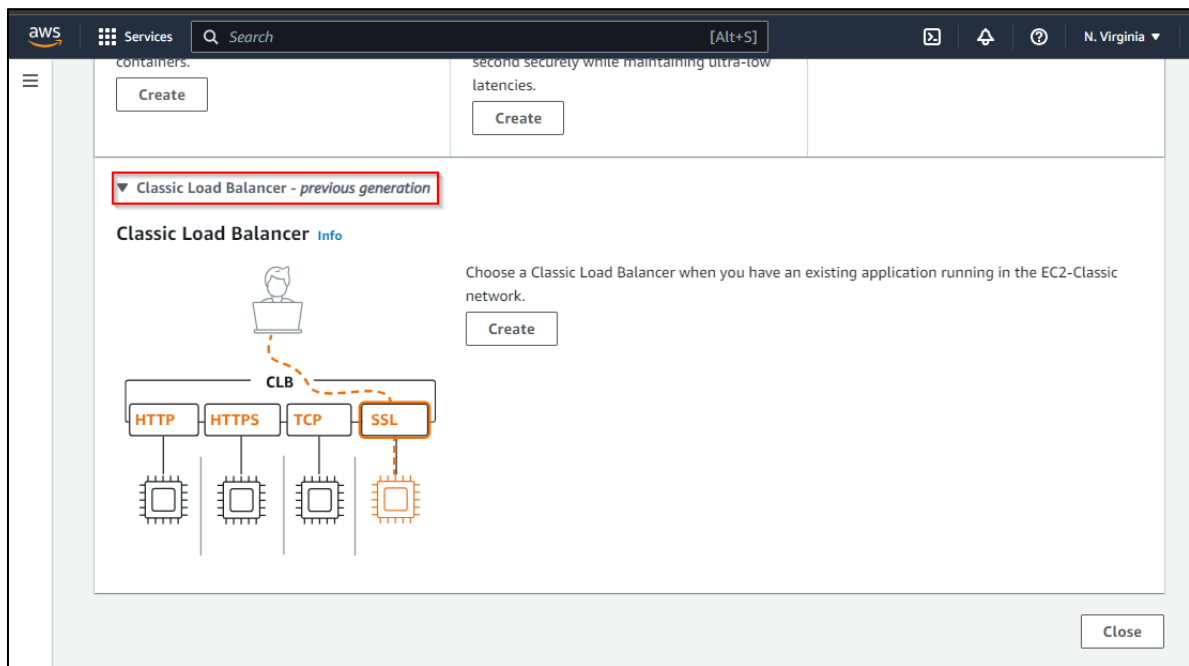 aws Services Search [Alt+S] N. Virginia
containers.
Create
second securely while maintaining ultra-low
latencies.
Create
Classic Load Balancer - previous generation
Classic Load Balancer Info
Choose a Classic Load Balancer when you have an existing application running in the EC2-Classic
network.
Create
CLB
HTTP HTTPS TCP SSL
Close